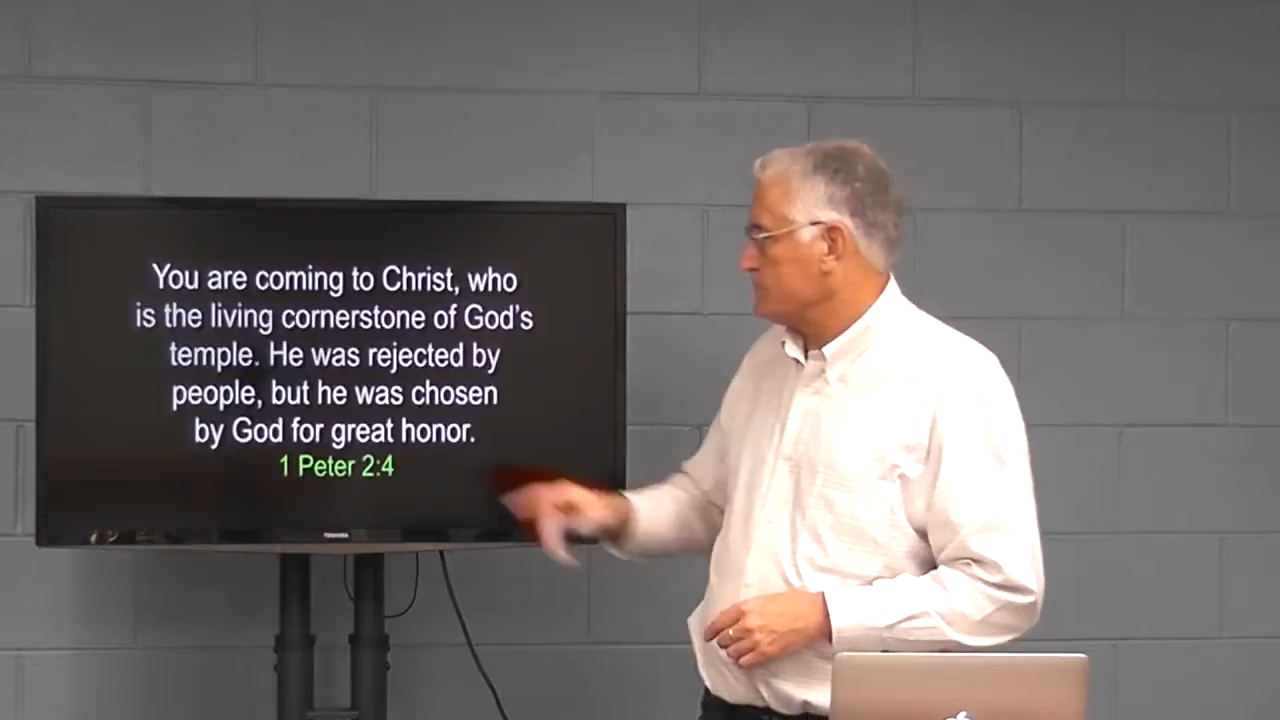 You are coming to Christ, who
is the living cornerstone of God's
temple. He was rejected by
people, but he was chosen
by God for great honor.
1 Peter 2:4
TOSHIBA